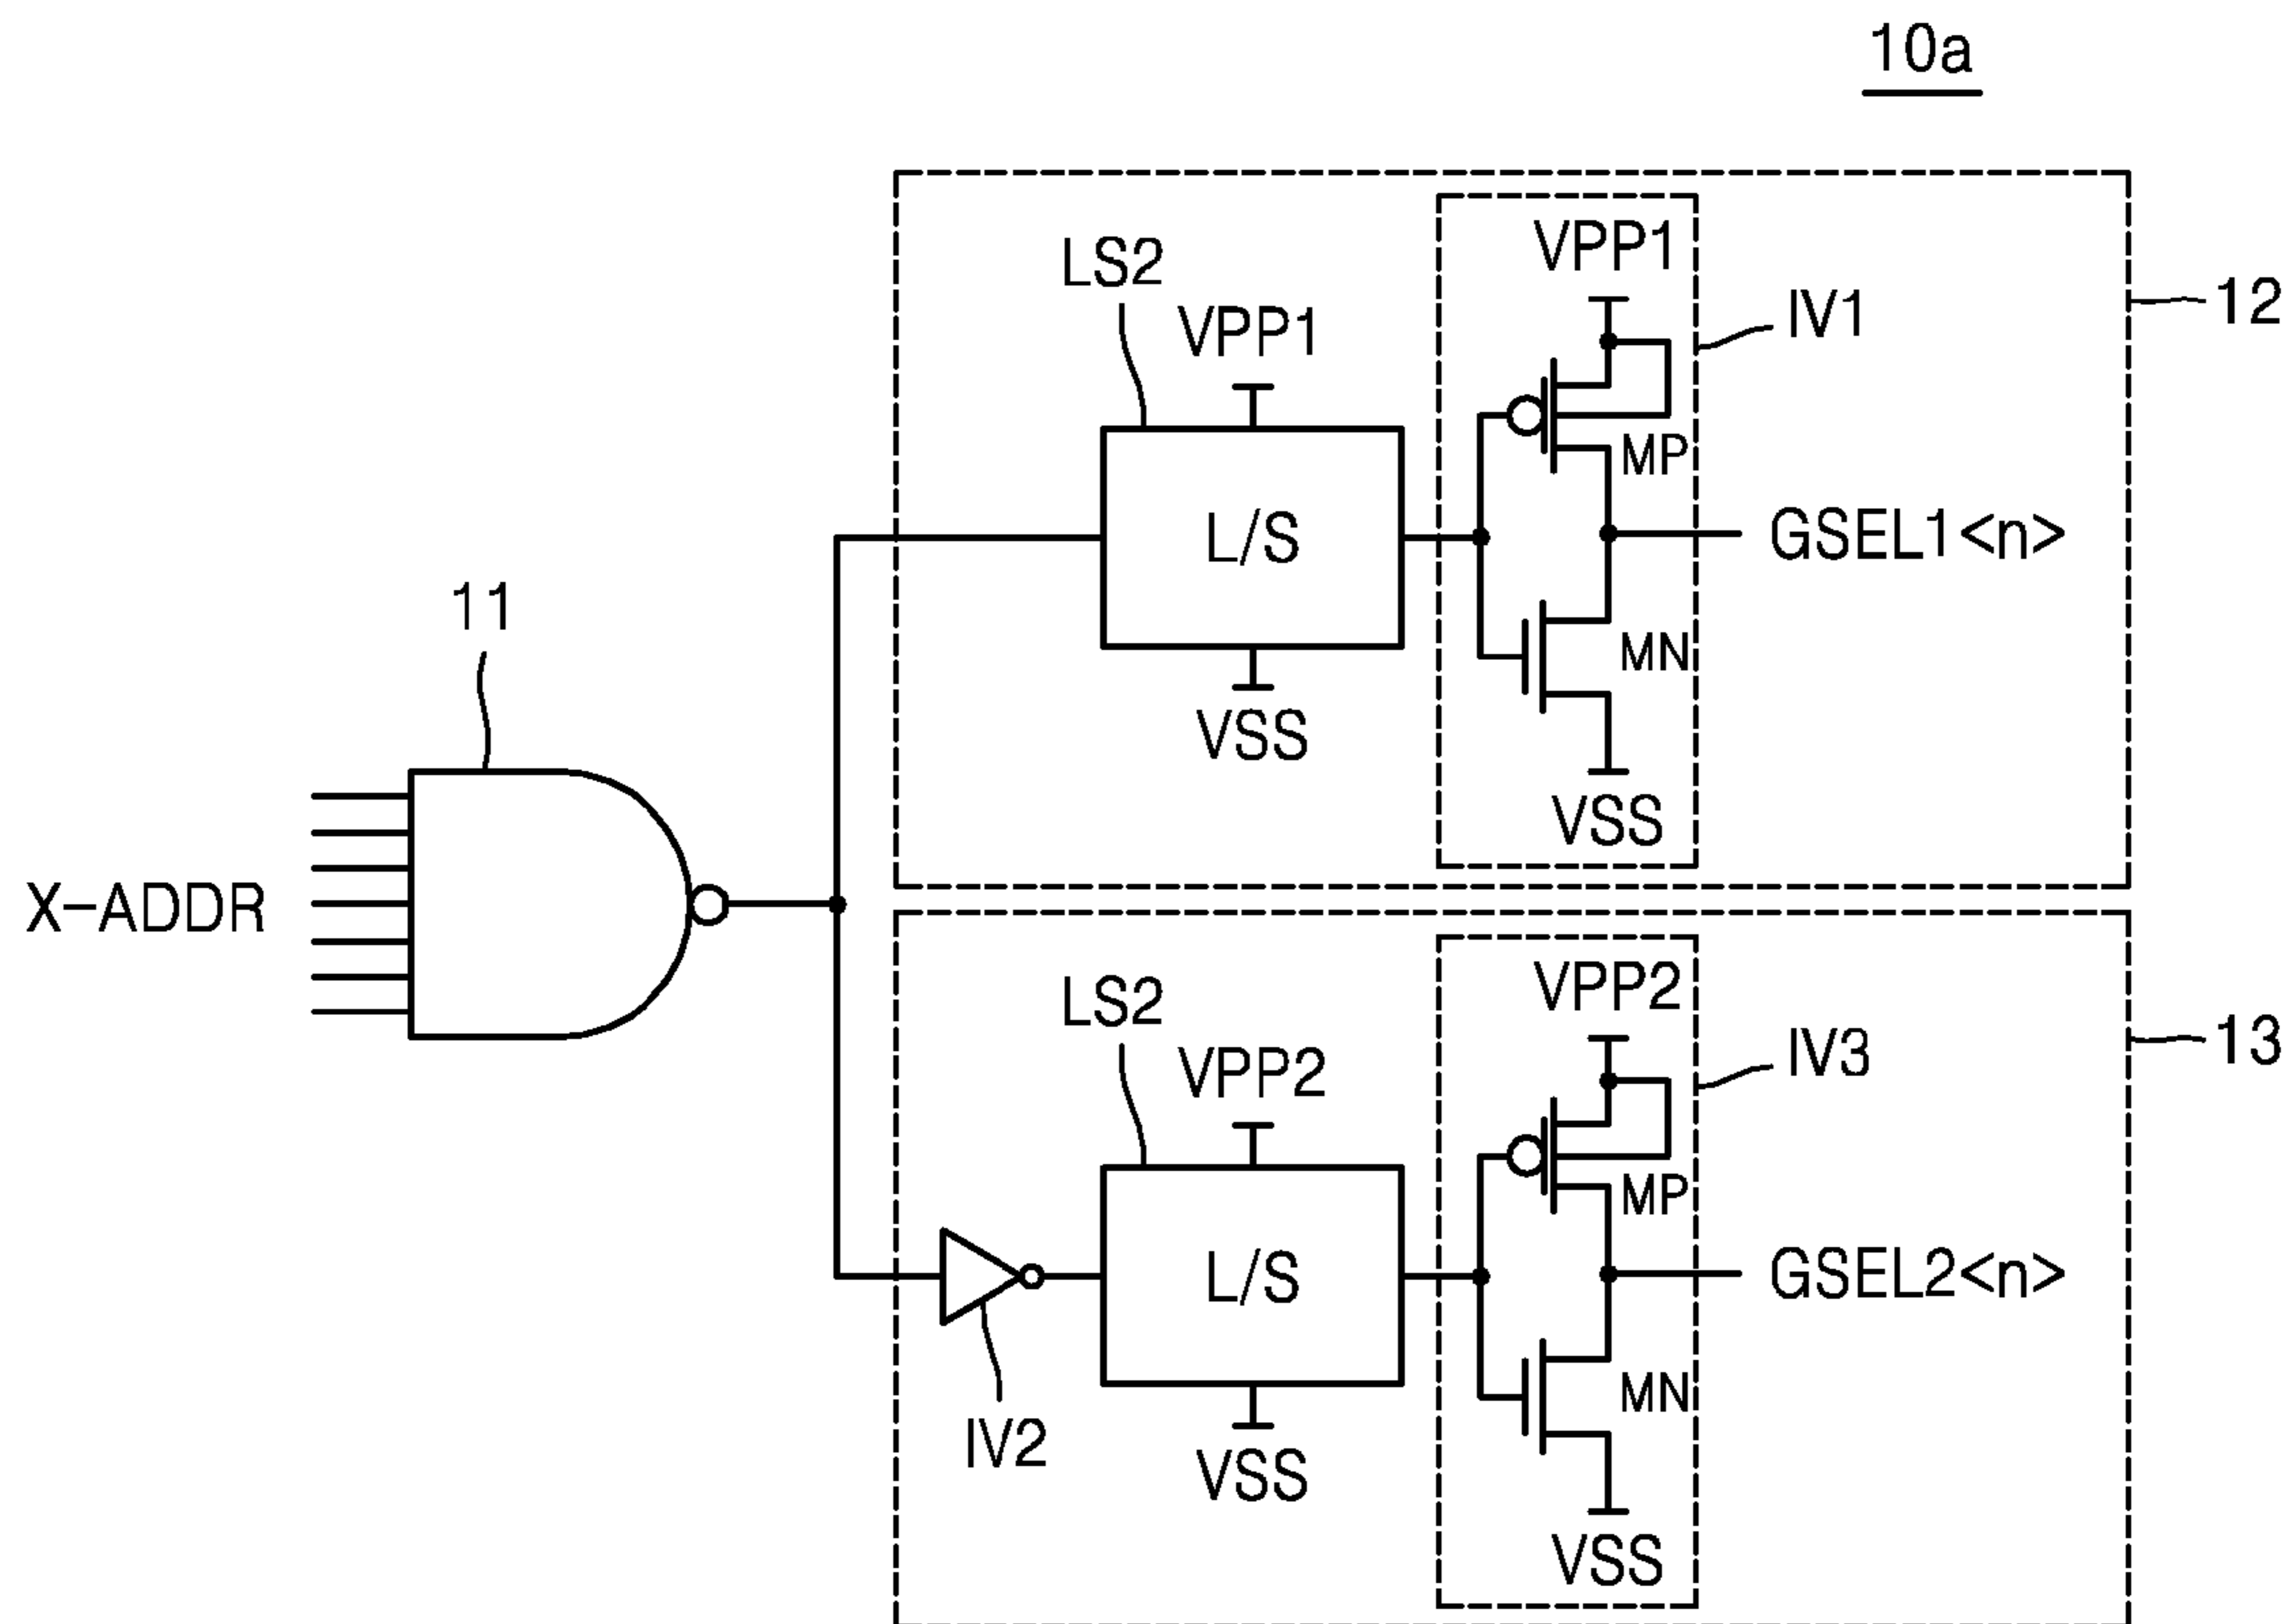 10a
VPP1
LS2
VPP1
IV1
12
MP
L/S
GSEL1<n>
MN
VSS
VSS
11
X-ADDR
VPP2
LS2
VPP2
IV3
13
MP
L/S
GSEL2<n>
MN
IV2
VSS
VSS